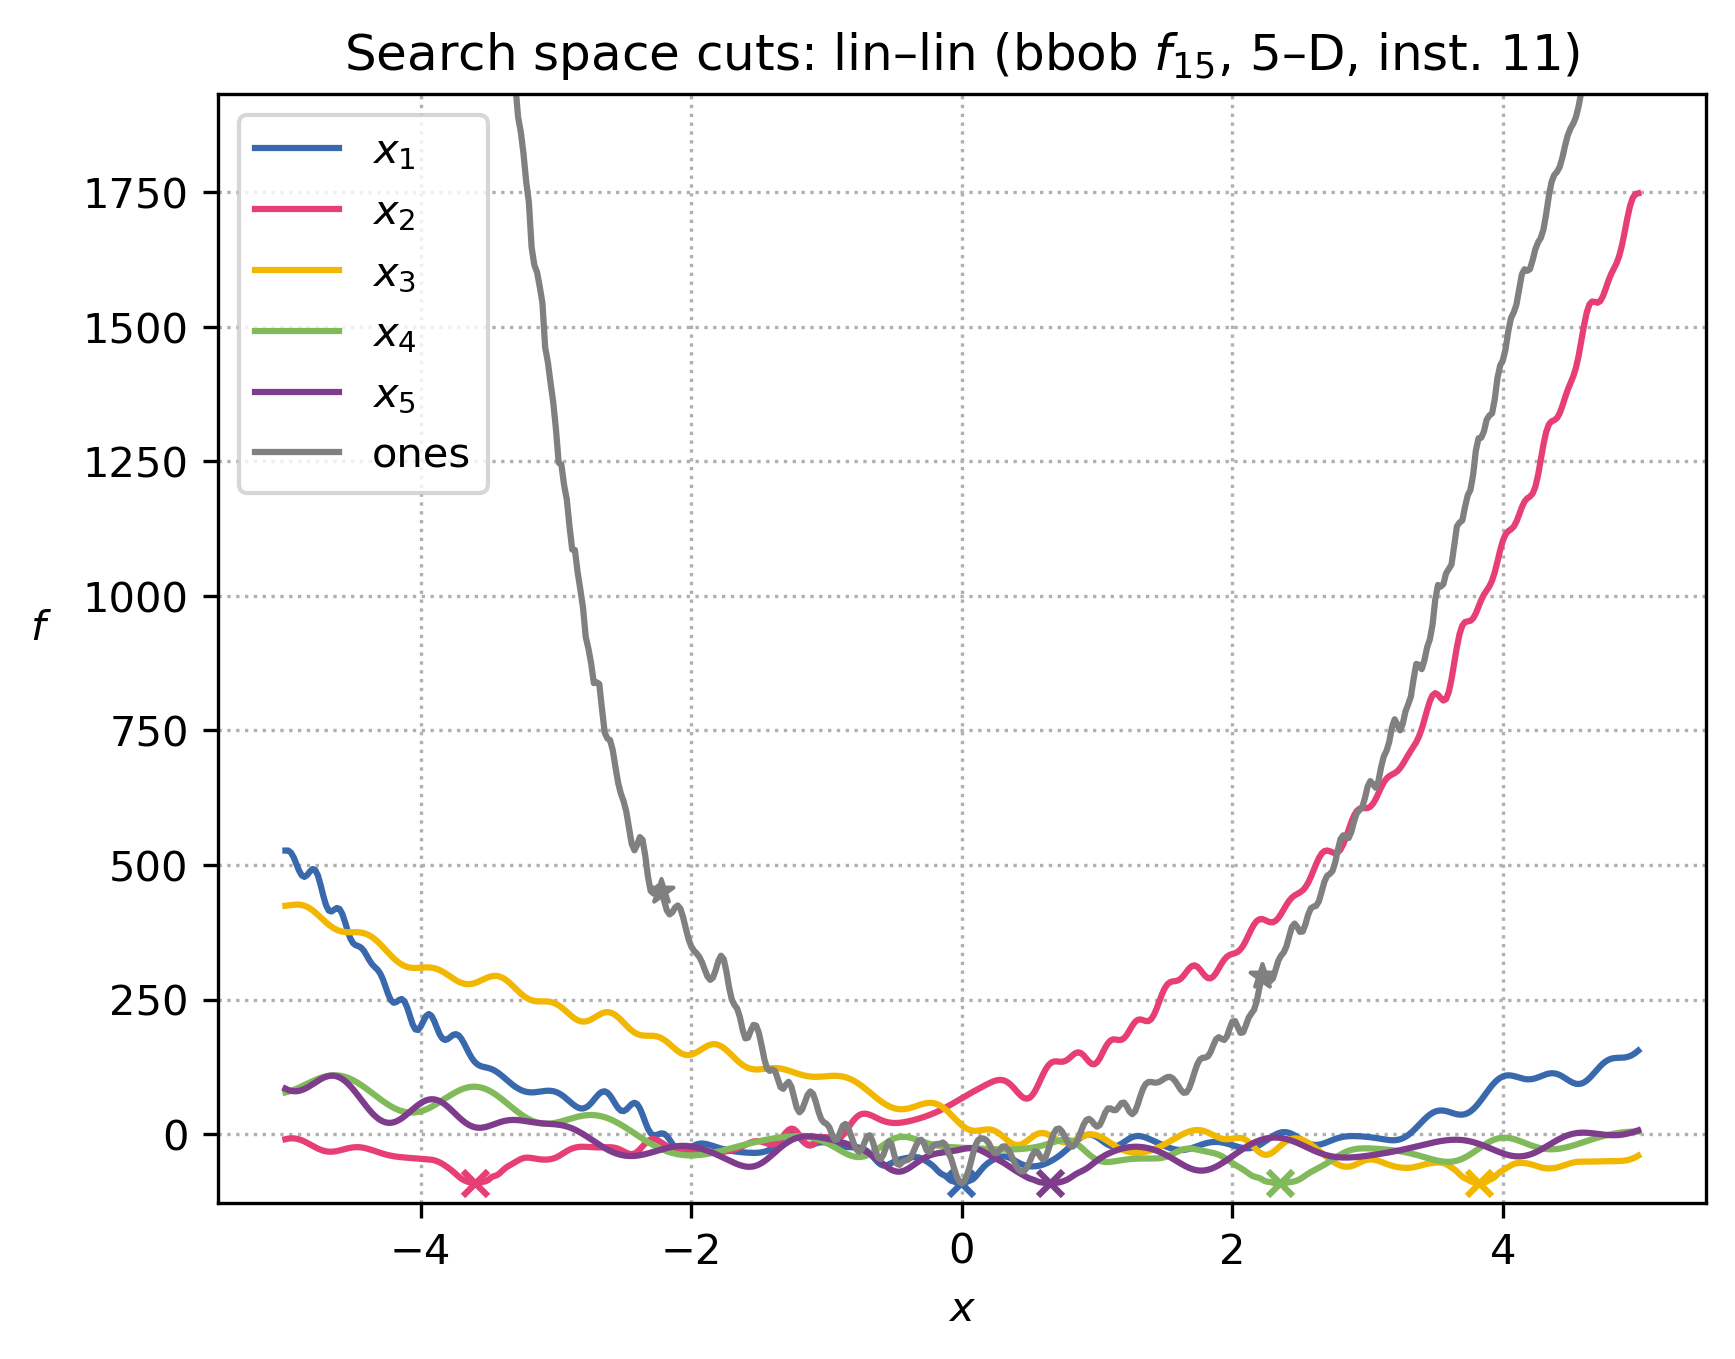 Search space cuts: lin–lin (bbob f₁₅, 5–D, inst. 11)
x₁
x₂
x₃
x₄
x₅
ones
1750
1500
1250
1000
750
500
250
0
f
−4 −2 0 2 4
x